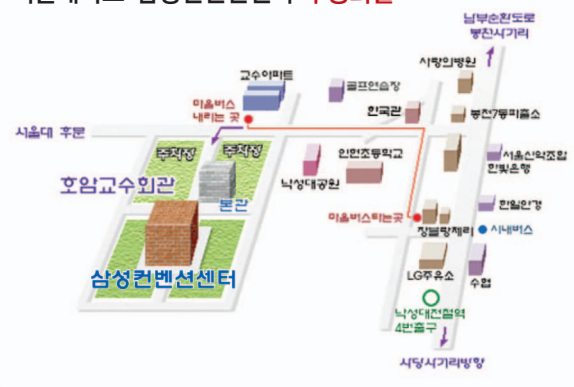 남부순환도로
봉천사거리
사랑의병원
교수아파트
골프연습장
마을버스
내리는 곳
한국관
봉천7동파출소
서울대 후문
주차장
주차장
인헌초등학교
서울신약조합
한빛은행
낙성대공원
호암교수회관
본관
한일안경
마을버스타는곳
장블랑제리
시내버스
삼성컨벤션센터
LG주유소
수협
낙성대전철역
4번출구
사당사거리방향